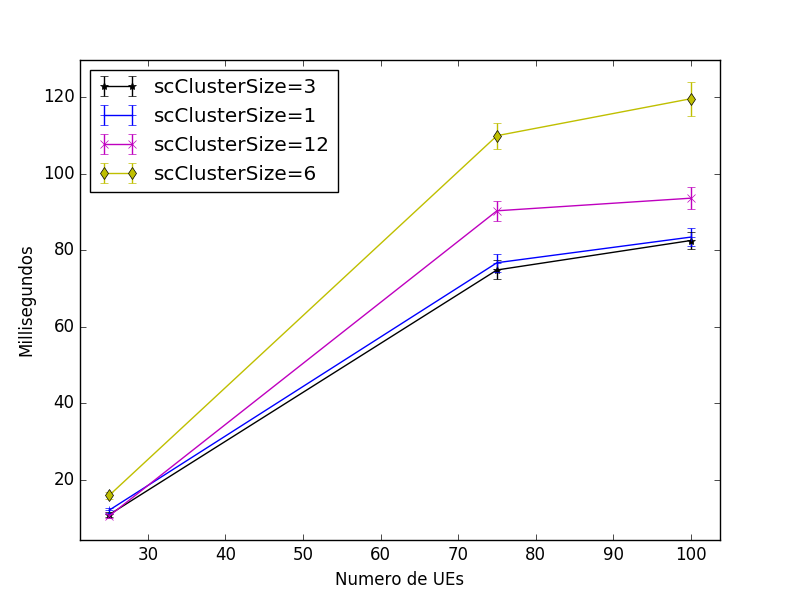 scClusterSize=3
scClusterSize=1
scClusterSize=12
scClusterSize=6
120
100
80
60
40
20
Millisegundos
30 40 50 60 70 80 90 100
Numero de UEs